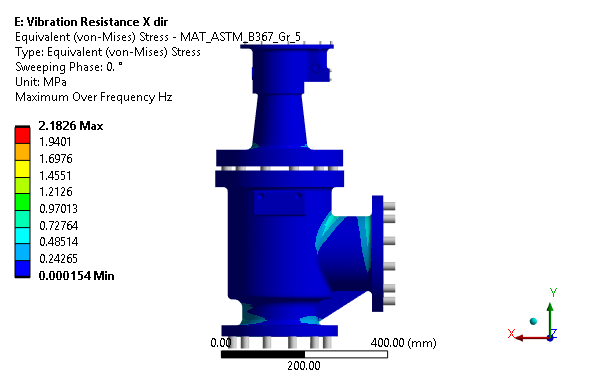 E: Vibration Resistance X dir
Equivalent (von-Mises) Stress - MAT_ASTM_B367_Gr_5
Type: Equivalent (von-Mises) Stress
Sweeping Phase: 0. °
Unit: MPa
Maximum Over Frequency Hz
2.1826 Max
1.9401
1.6976
1.4551
1.2126
0.97013
0.72764
0.48514
0.24265
0.000154 Min
0.00 400.00 (mm)
200.00
Y
X
Z